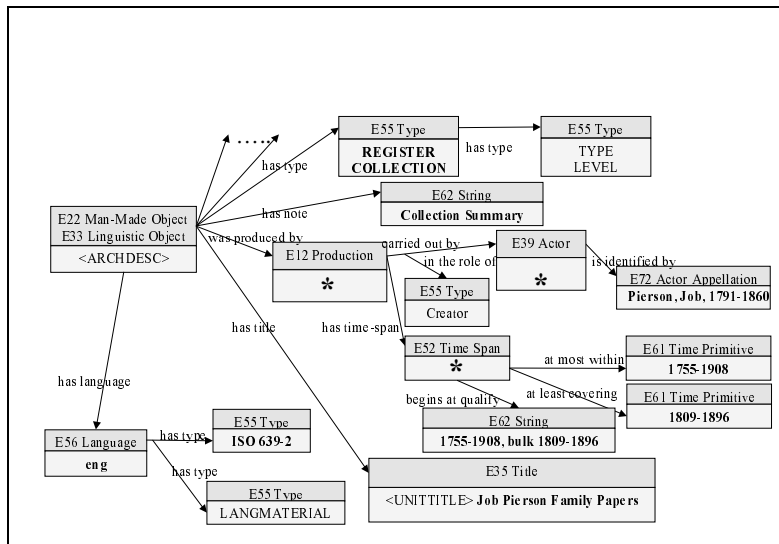 E55 Type
REGISTER
COLLECTION
has type
E55 Type
TYPE
LEVEL
.....
has type
E62 String
Collection Summary
has note
E22 Man-Made Object
E33 Linguistic Object
<ARCHDESC>
was produced by
E12 Production
*
carried out by
E39 Actor
*
in the role of
is identified by
E72 Actor Appellation
Pierson, Job, 1791-1860
E55 Type
Creator
has title
has time-span
E52 Time Span
*
at most within
E61 Time Primitive
1755-1908
at least covering
E61 Time Primitive
1809-1896
begins at qualify
E62 String
1755-1908, bulk 1809-1896
has language
E56 Language
eng
has type
E55 Type
ISO 639-2
has type
E55 Type
LANGMATERIAL
E35 Title
<UNITTITLE> Job Pierson Family Papers